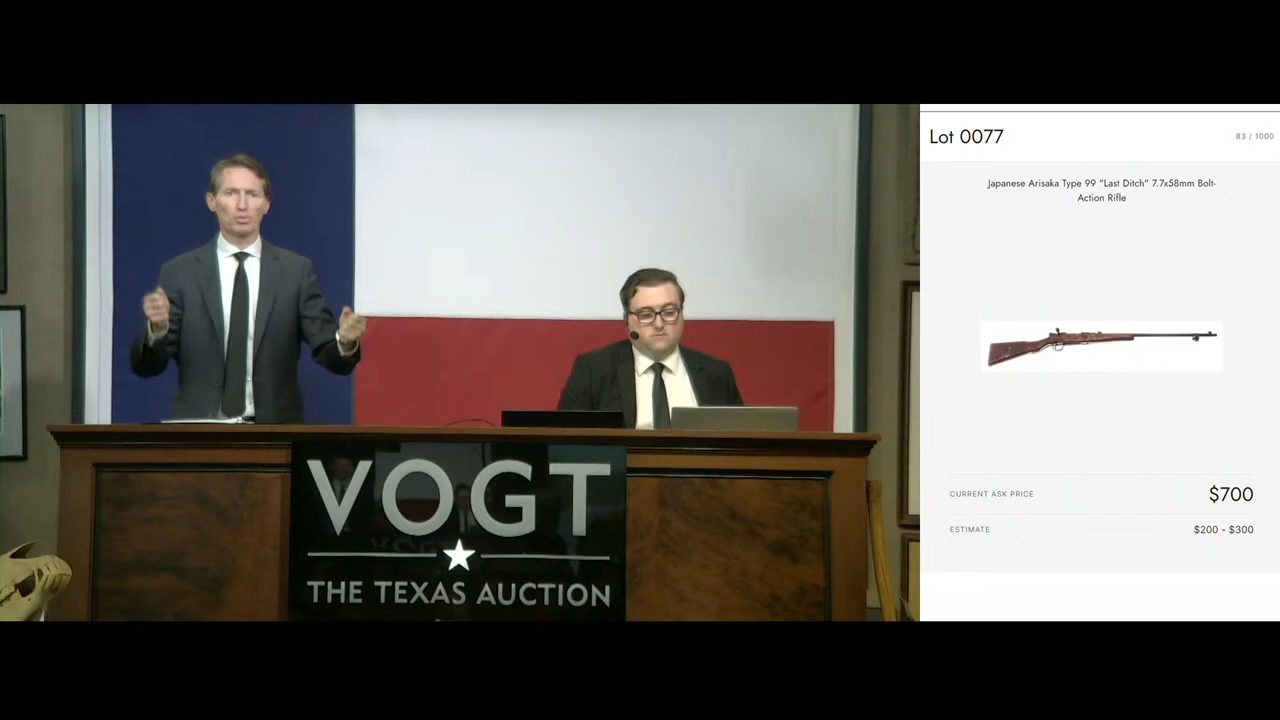 VOGT
THE TEXAS AUCTION
Lot 0077
83 / 1000
Japanese Arisaka Type 99 "Last Ditch" 7.7x58mm Bolt-
Action Rifle
CURRENT ASK PRICE
$700
ESTIMATE
$200 - $300